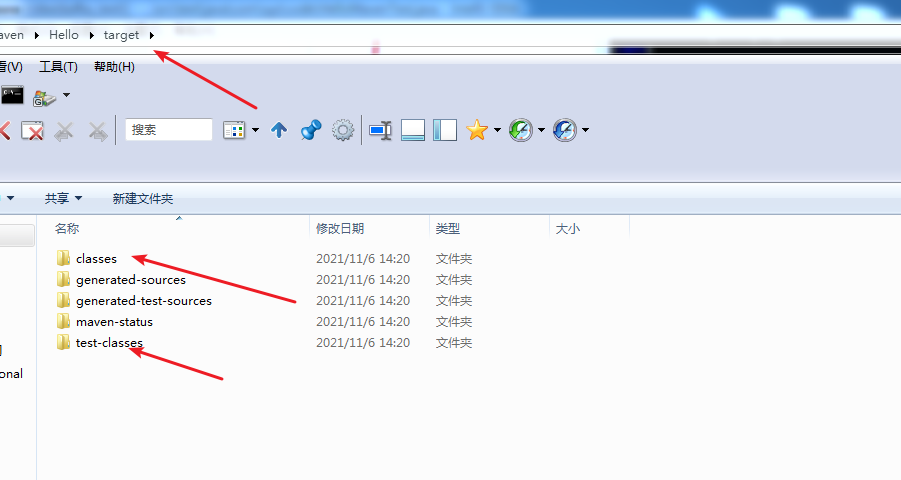 aven Hello target
看(V) 工具(T) 帮助(H)
搜索
共享 新建文件夹
名称 修改日期 类型 大小
classes 2021/11/6 14:20 文件夹
generated-sources 2021/11/6 14:20 文件夹
generated-test-sources 2021/11/6 14:20 文件夹
maven-status 2021/11/6 14:20 文件夹
test-classes 2021/11/6 14:20 文件夹
onal